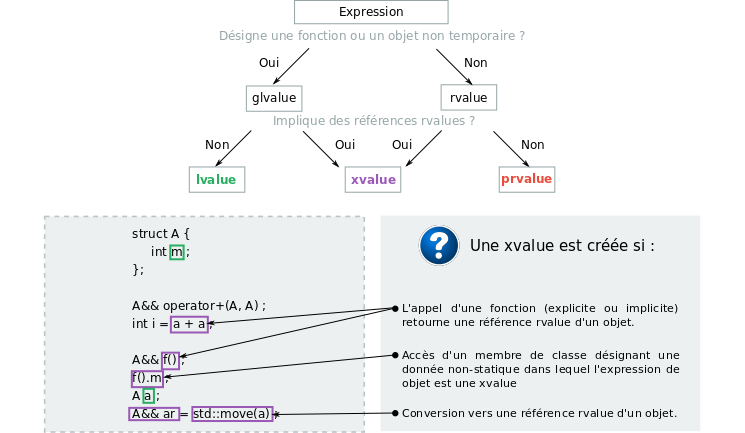 Expression
Désigne une fonction ou un objet non temporaire ?
Oui
Non
glvalue
rvalue
Implique des références rvalues ?
Non
Oui
Oui
Non
lvalue
xvalue
prvalue
struct A {
int m ;
};
A&& operator+(A, A) ;
int i = a + a ;
A&& f() ;
f().m ;
A a ;
A&& ar = std::move(a) ;
?
Une xvalue est créée si :
L'appel d'une fonction (explicite ou implicite)
retourne une référence rvalue d'un objet.
Accès d'un membre de classe désignant une
donnée non-statique dans lequel l'expression de
objet est une xvalue
Conversion vers une référence rvalue d'un objet.